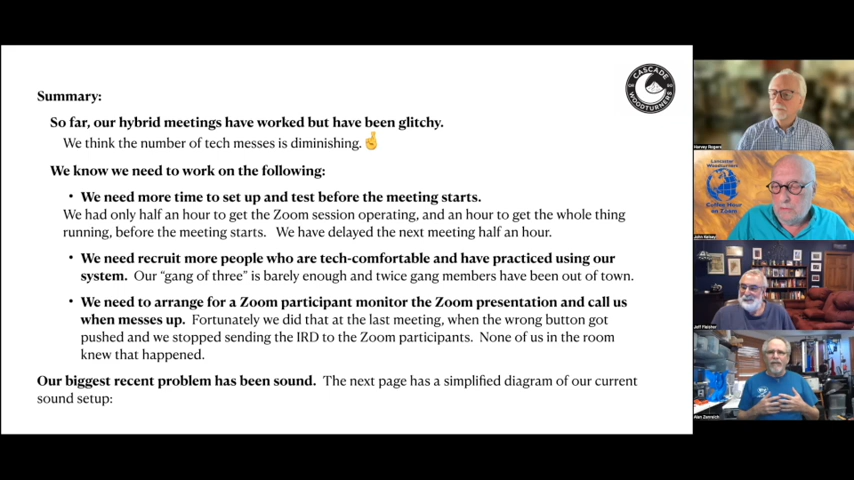 CASCADE
WOODTURNERS
Summary:
So far, our hybrid meetings have worked but have been glitchy.
We think the number of tech messes is diminishing.🤞
We know we need to work on the following:
• We need more time to set up and test before the meeting starts.
We had only half an hour to get the Zoom session operating, and an hour to get the whole thing
running, before the meeting starts. We have delayed the next meeting half an hour.
• We need recruit more people who are tech-comfortable and have practiced using our
system. Our “gang of three” is barely enough and twice gang members have been out of town.
• We need to arrange for a Zoom participant monitor the Zoom presentation and call us
when messes up. Fortunately we did that at the last meeting, when the wrong button got
pushed and we stopped sending the IRD to the Zoom participants. None of us in the room
knew that happened.
Our biggest recent problem has been sound. The next page has a simplified diagram of our current
sound setup:
Harvey Rogers
Lancaster
Woodturners
Coffee Hour
on Zoom
John Kelsey
Jeff Fleisher
Alan Zenreich